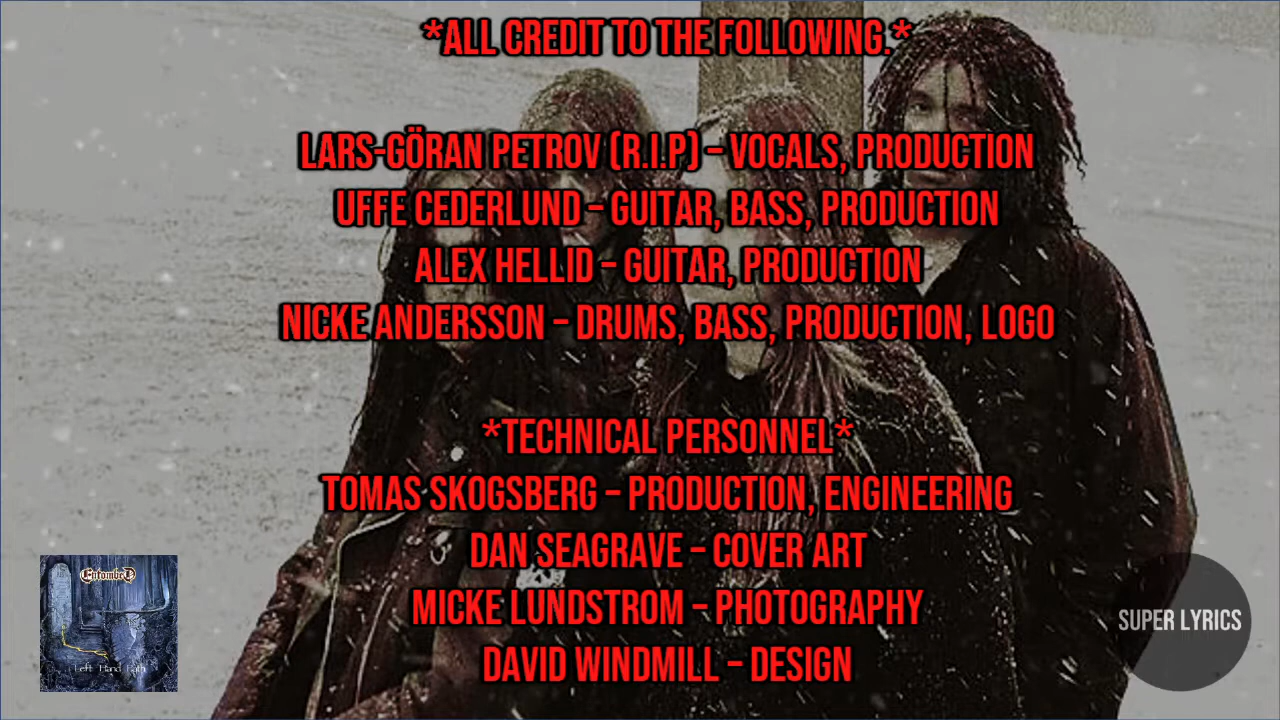 *ALL CREDIT TO THE FOLLOWING.*
LARS-GÖRAN PETROV (R.I.P) – VOCALS, PRODUCTION
UFFE CEDERLUND – GUITAR, BASS, PRODUCTION
ALEX HELLID – GUITAR, PRODUCTION
NICKE ANDERSSON – DRUMS, BASS, PRODUCTION, LOGO
*TECHNICAL PERSONNEL*
TOMAS SKOGSBERG – PRODUCTION, ENGINEERING
DAN SEAGRAVE – COVER ART
MICKE LUNDSTROM – PHOTOGRAPHY
DAVID WINDMILL – DESIGN
Entombed
Left Hand Path
SUPER LYRICS